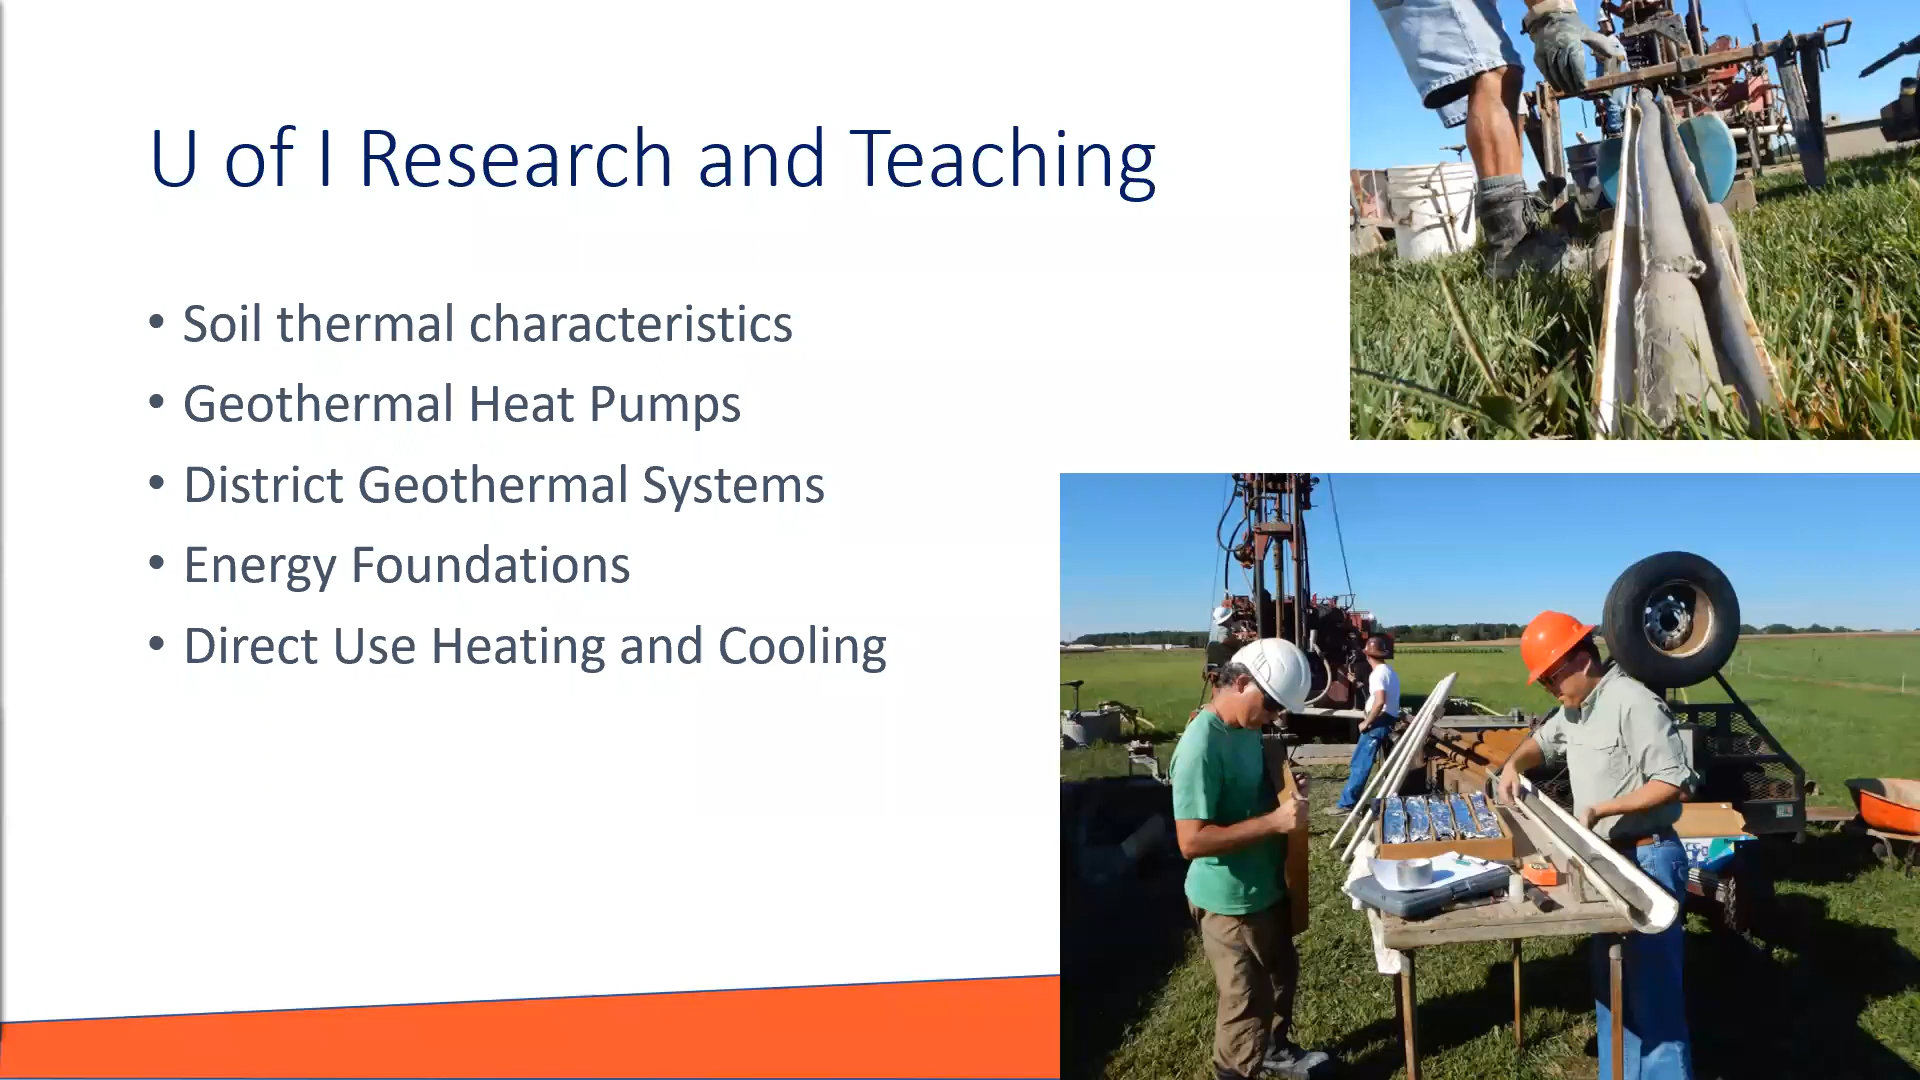 U of I Research and Teaching
• Soil thermal characteristics
• Geothermal Heat Pumps
• District Geothermal Systems
• Energy Foundations
• Direct Use Heating and Cooling